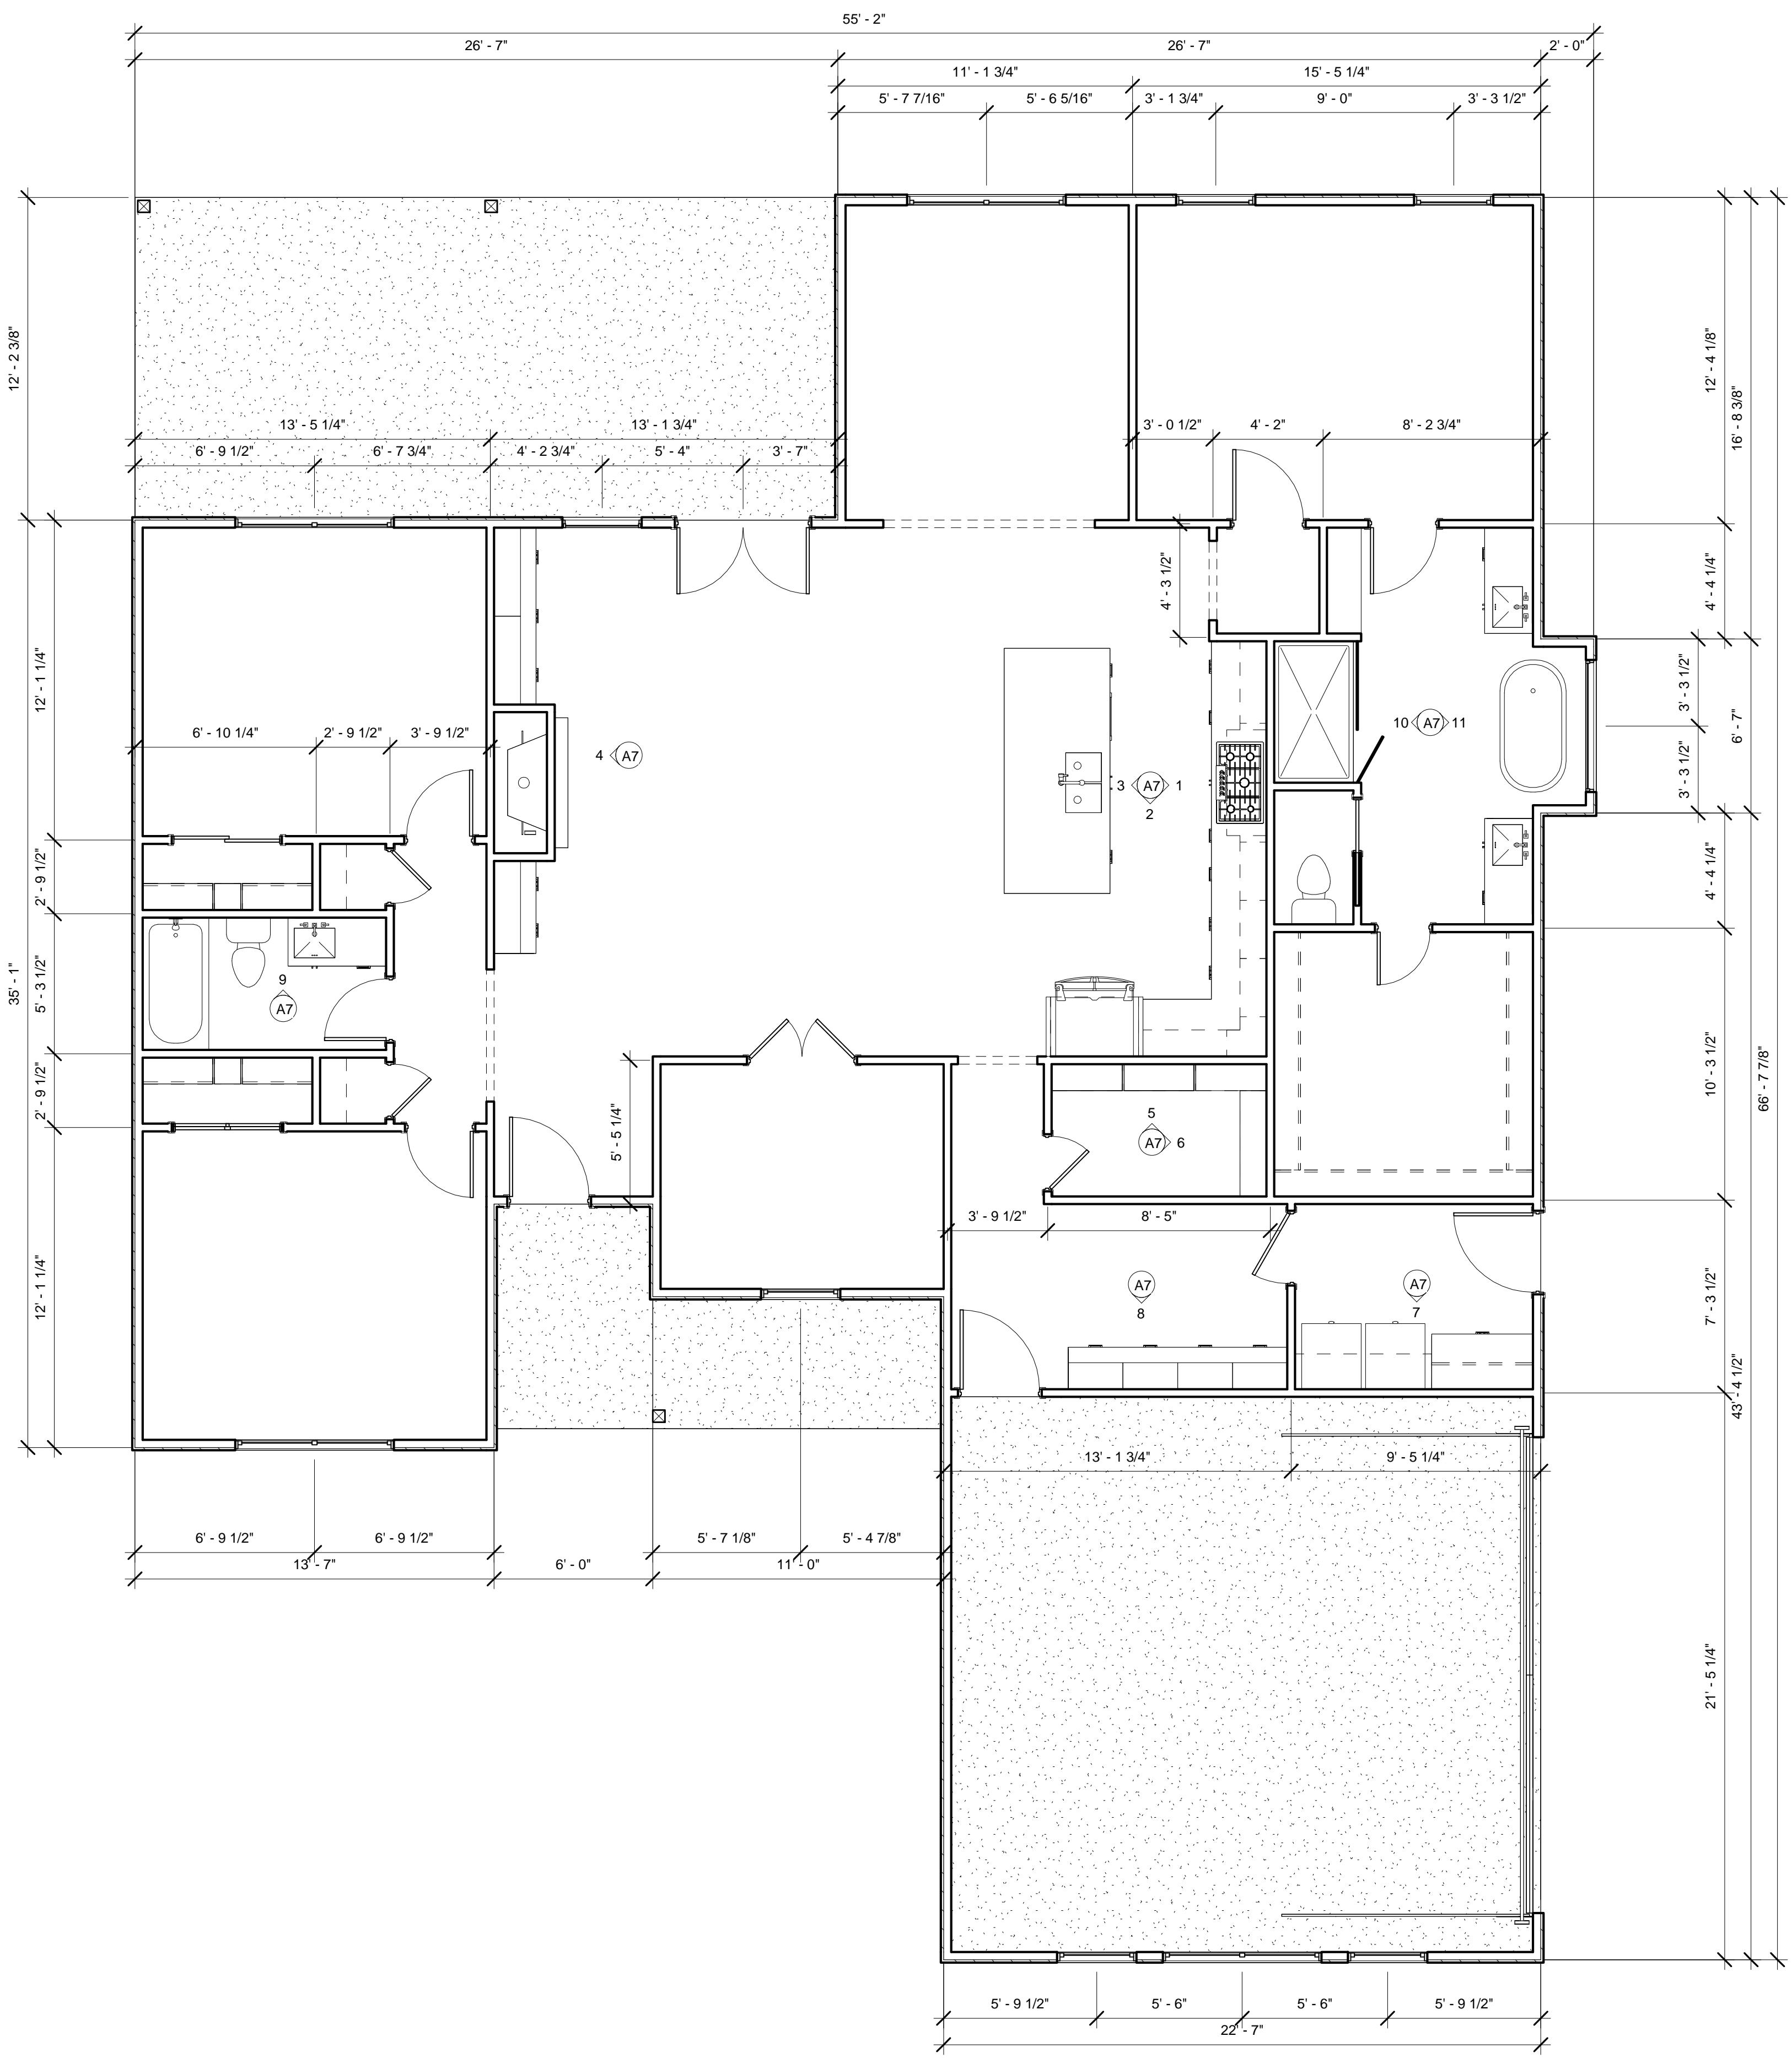 55' - 2"
26' - 7" 26' - 7" 2' - 0"
11' - 1 3/4" 15' - 5 1/4"
5' - 7 7/16" 5' - 6 5/16" 3' - 1 3/4" 9' - 0" 3' - 3 1/2"
12' - 2 3/8"
12' - 4 1/8"
16' - 8 3/8"
13' - 5 1/4" 13' - 1 3/4" 3' - 0 1/2" 4' - 2" 8' - 2 3/4"
6' - 9 1/2" 6' - 7 3/4" 4' - 2 3/4" 5' - 4" 3' - 7"
4' - 3 1/2"
4' - 4 1/4"
12' - 1 1/4"
3' - 3 1/2"
6' - 7"
6' - 10 1/4" 2' - 9 1/2" 3' - 9 1/2"
4 A7
10 A7 11
3 A7 1
2
3' - 3 1/2"
2' - 9 1/2"
4' - 4 1/4"
35' - 1"
5' - 3 1/2"
9
A7
2' - 9 1/2"
10' - 3 1/2"
66' - 7 7/8"
5' - 5 1/4"
5
A7 6
3' - 9 1/2" 8' - 5"
12' - 1 1/4"
A7
8
A7
7
7' - 3 1/2"
43' - 4 1/2"
13' - 1 3/4" 9' - 5 1/4"
6' - 9 1/2" 6' - 9 1/2" 5' - 7 1/8" 5' - 4 7/8"
13' - 7" 6' - 0" 11' - 0"
21' - 5 1/4"
5' - 9 1/2" 5' - 6" 5' - 6" 5' - 9 1/2"
22' - 7"